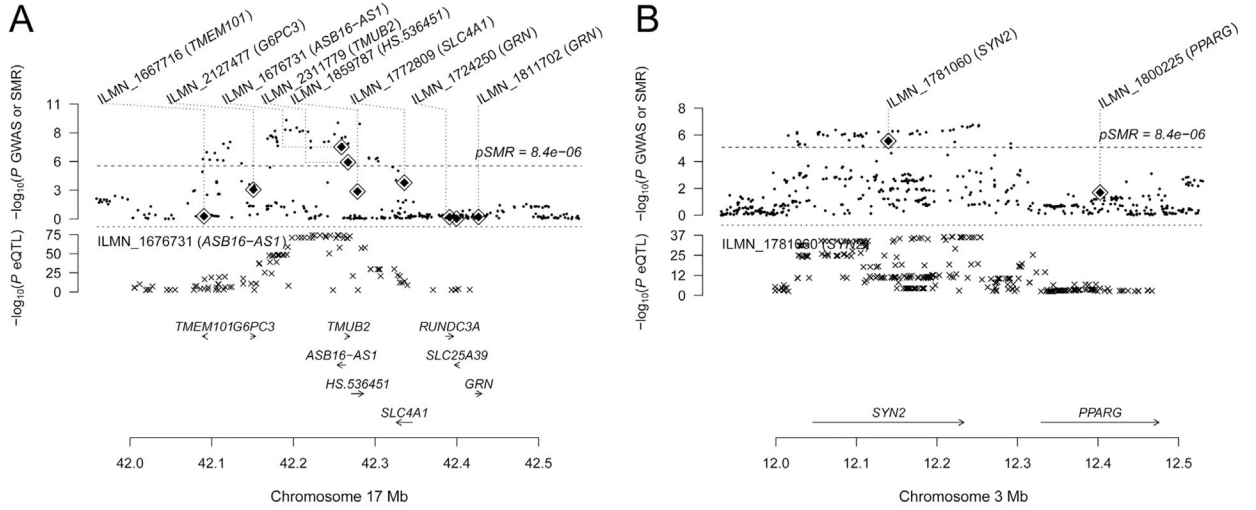 A
ILMN_1667716 (TMEM101)
ILMN_2127477 (G6PC3)
ILMN_1676731 (ASB16−AS1)
ILMN_2311779 (TMUB2)
ILMN_1859787 (HS.536451)
ILMN_1772809 (SLC4A1)
ILMN_1724250 (GRN)
ILMN_1811702 (GRN)
−log10(P GWAS or SMR)
11
8
6
3
0
pSMR = 8.4e−06
−log10(P eQTL)
75
50
25
0
ILMN_1676731 (ASB16−AS1)
TMEM101 G6PC3 TMUB2 RUNDC3A
ASB16−AS1 SLC25A39
HS.536451 GRN
SLC4A1
42.0 42.1 42.2 42.3 42.4 42.5
Chromosome 17 Mb
B
ILMN_1781060 (SYN2)
ILMN_1800225 (PPARG)
−log10(P GWAS or SMR)
8
6
4
2
0
pSMR = 8.4e−06
−log10(P eQTL)
37
25
12
0
ILMN_1781060 (SYN2)
SYN2 PPARG
12.0 12.1 12.2 12.3 12.4 12.5
Chromosome 3 Mb